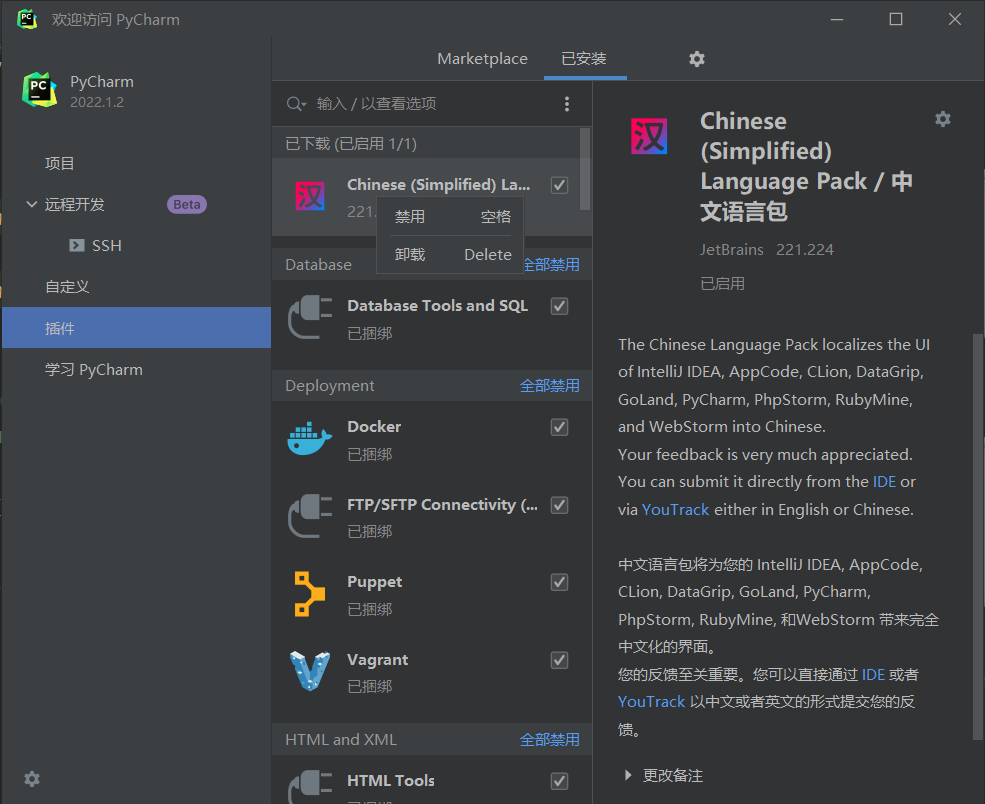 欢迎访问 PyCharm
PyCharm
2022.1.2
项目
远程开发 Beta
SSH
自定义
插件
学习 PyCharm
Marketplace 已安装
输入 / 以查看选项
已下载 (已启用 1/1)
Chinese (Simplified) La...
221.
禁用 空格
卸载 Delete
Database 全部禁用
Database Tools and SQL
已捆绑
Deployment 全部禁用
Docker
已捆绑
FTP/SFTP Connectivity (...
已捆绑
Puppet
已捆绑
Vagrant
已捆绑
HTML and XML 全部禁用
HTML Tools
汉
Chinese
(Simplified)
Language Pack / 中
文语言包
JetBrains 221.224
已启用
The Chinese Language Pack localizes the UI
of IntelliJ IDEA, AppCode, CLion, DataGrip,
GoLand, PyCharm, PhpStorm, RubyMine,
and WebStorm into Chinese.
Your feedback is very much appreciated.
You can submit it directly from the IDE or
via YouTrack either in English or Chinese.
中文语言包将为您的 IntelliJ IDEA, AppCode,
CLion, DataGrip, GoLand, PyCharm,
PhpStorm, RubyMine, 和WebStorm 带来完全
中文化的界面。
您的反馈至关重要。您可以直接通过 IDE 或者
YouTrack 以中文或者英文的形式提交您的反
馈。
更改备注